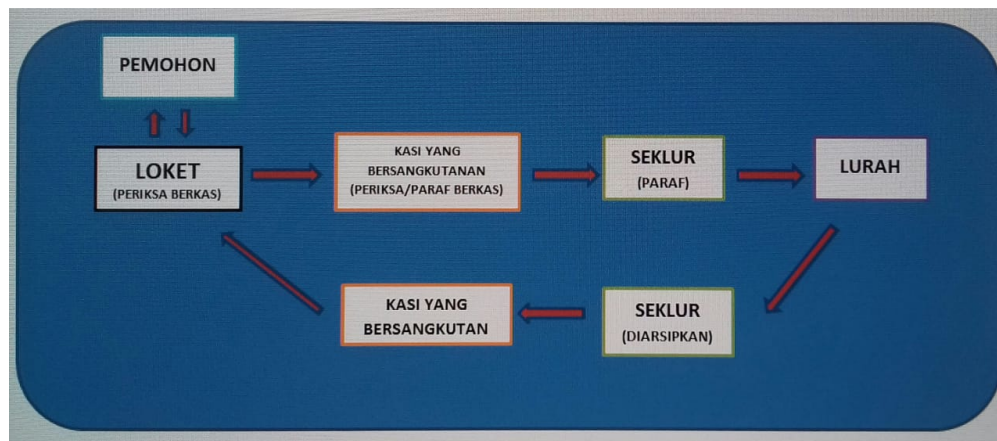 PEMOHON
LOKET
(PERIKSA BERKAS)
KASI YANG
BERSANGKUTANAN
(PERIKSA/PARAF BERKAS)
SEKLUR
(PARAF)
LURAH
KASI YANG
BERSANGKUTAN
SEKLUR
(DIARSIPKAN)